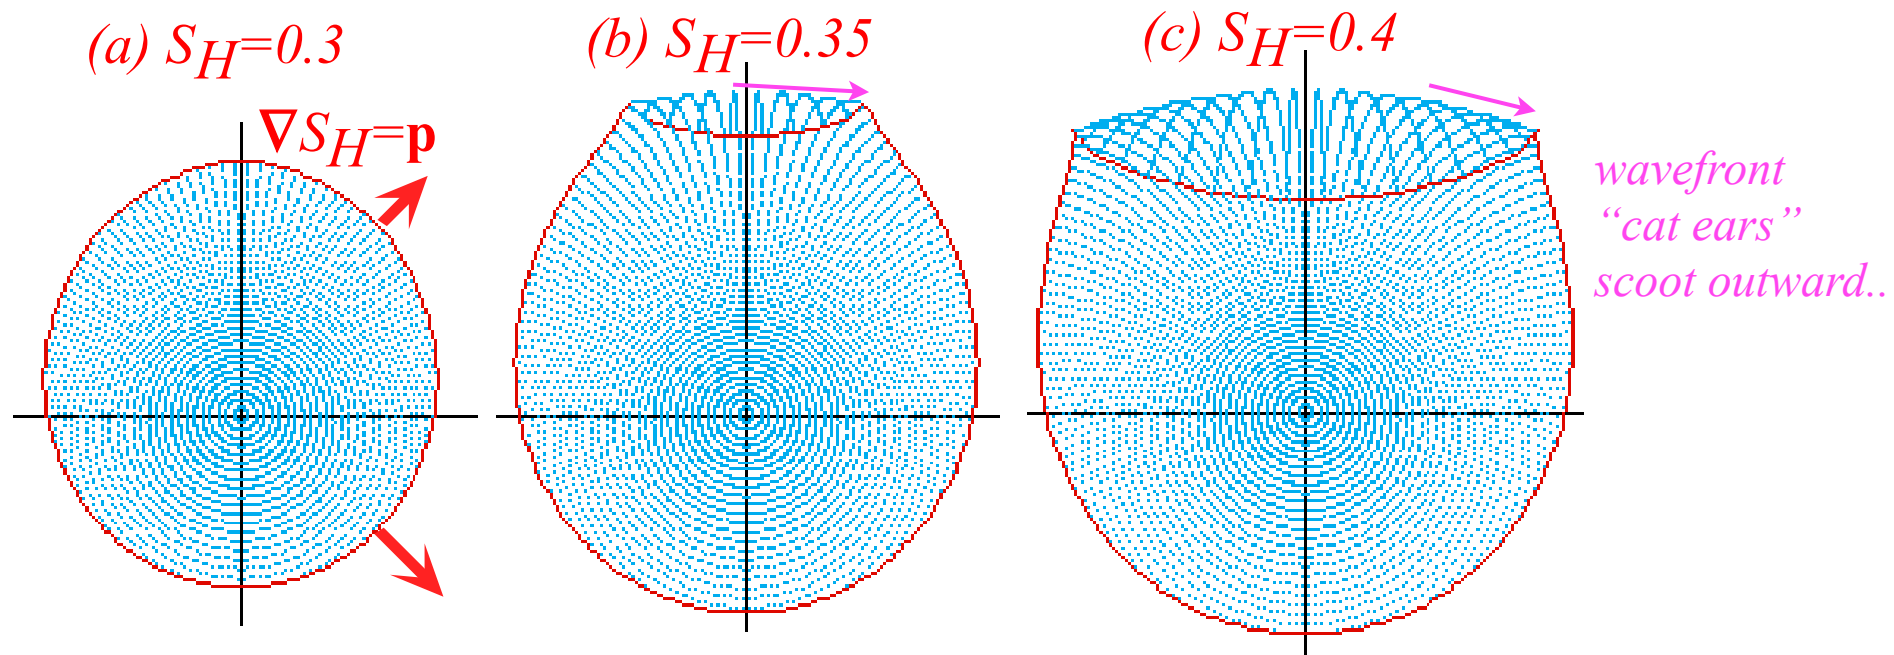 (a) S_H=0.3
∇S_H=p
(b) S_H=0.35
(c) S_H=0.4
wavefront
“cat ears”
scoot outward..